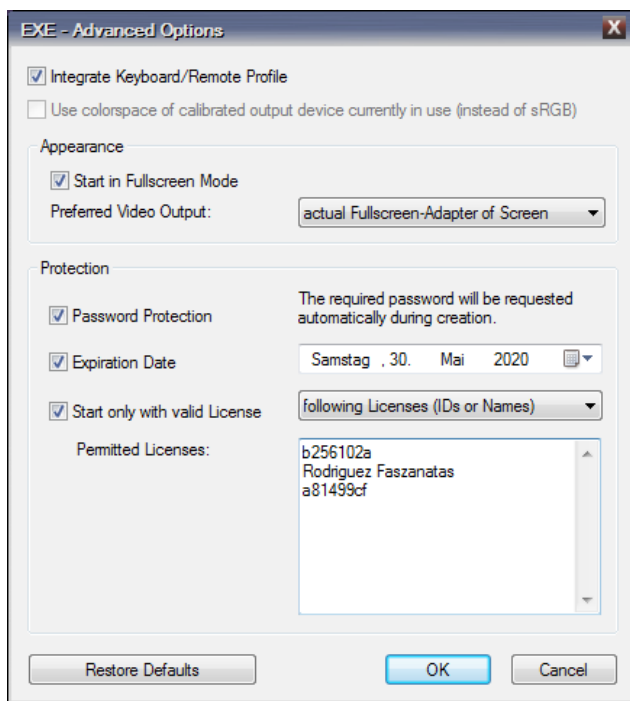 EXE - Advanced Options
Integrate Keyboard/Remote Profile
Use colorspace of calibrated output device currently in use (instead of sRGB)
Appearance
Start in Fullscreen Mode
Preferred Video Output:
actual Fullscreen-Adapter of Screen
Protection
Password Protection
The required password will be requested
automatically during creation.
Expiration Date
Samstag , 30. Mai 2020
Start only with valid License
following Licenses (IDs or Names)
Permitted Licenses:
b256102a
Rodriguez Faszanatas
a81499cf
Restore Defaults
OK
Cancel